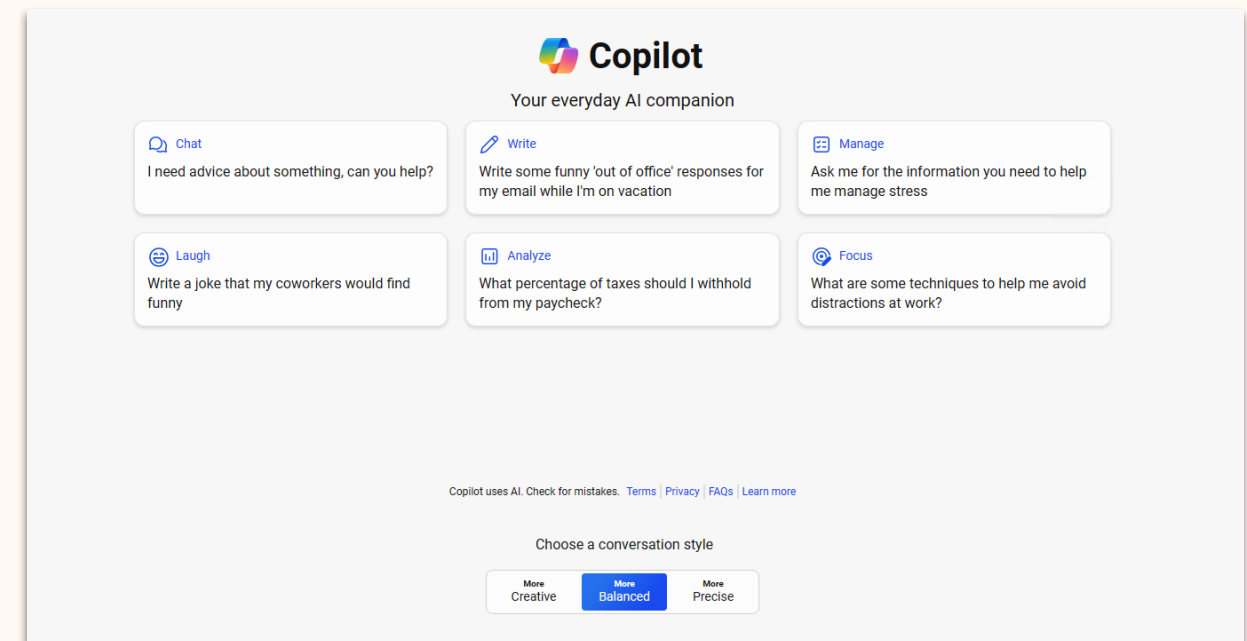 Copilot
Your everyday AI companion
Chat
I need advice about something, can you help?
Write
Write some funny 'out of office' responses for
my email while I'm on vacation
Manage
Ask me for the information you need to help
me manage stress
Laugh
Write a joke that my coworkers would find
funny
Analyze
What percentage of taxes should I withhold
from my paycheck?
Focus
What are some techniques to help me avoid
distractions at work?
Copilot uses AI. Check for mistakes. Terms Privacy FAQs Learn more
Choose a conversation style
More
Creative
More
Balanced
More
Precise